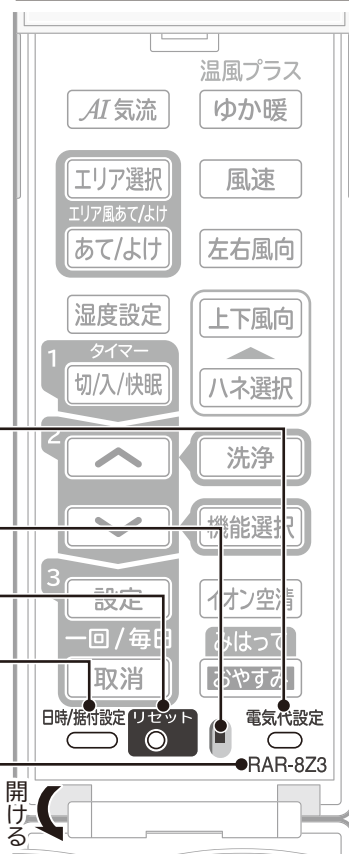 温風プラス
AI 気流
ゆか暖
エリア選択
風速
エリア風あて/よけ
あて/よけ
左右風向
湿度設定
上下風向
1 タイマー
切/入/快眠
ハネ選択
2
洗浄
機能選択
3
設定
イオン空清
一回/毎日
みはって
取消
おやすみ
日時/据付設定
リセット
電気代設定
RAR-8Z3
開ける